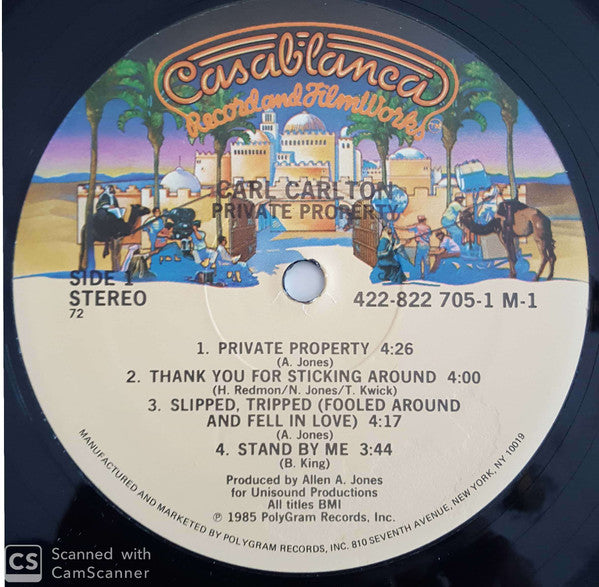 Casablanca
Record and FilmWorks™
CARL CARLTON
PRIVATE PROPERTY
SIDE 1
STEREO
72
422-822 705-1 M-1
1. PRIVATE PROPERTY 4:26
(A. Jones)
2. THANK YOU FOR STICKING AROUND 4:00
(H. Redmon/N. Jones/T. Kwick)
3. SLIPPED, TRIPPED (FOOLED AROUND
AND FELL IN LOVE) 4:17
(A. Jones)
4. STAND BY ME 3:44
(B. King)
Produced by Allen A. Jones
for Unisound Productions
All titles BMI
℗ 1985 PolyGram Records, Inc.
MANUFACTURED AND MARKETED BY POLYGRAM RECORDS, INC. 810 SEVENTH AVENUE, NEW YORK, NY 10019
CS
Scanned with
CamScanner